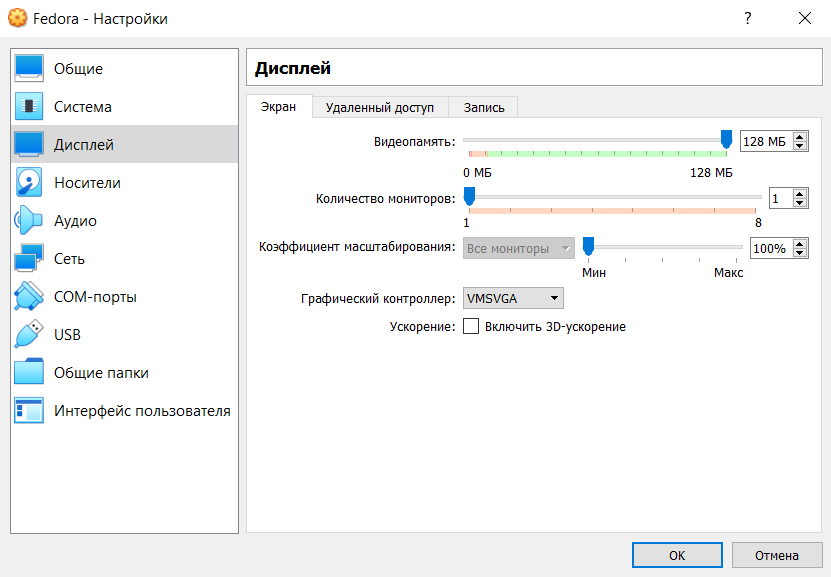 Fedora - Настройки
?
Общие
Система
Дисплей
Носители
Аудио
Сеть
COM-порты
USB
Общие папки
Интерфейс пользователя
Дисплей
Экран
Удаленный доступ
Запись
Видеопамять:
128 МБ
0 МБ
128 МБ
Количество мониторов:
1
1
8
Коэффициент масштабирования:
Все мониторы
100%
Мин
Макс
Графический контроллер:
VMSVGA
Ускорение:
Включить 3D-ускорение
OK
Отмена